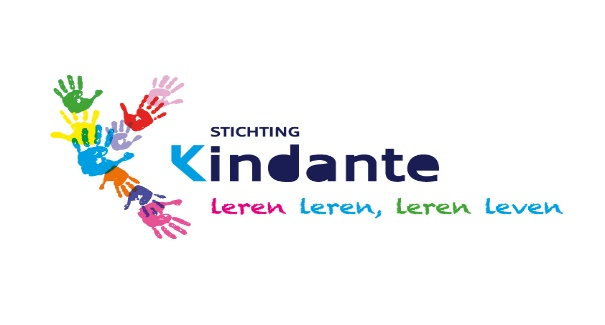 STICHTING
Kindante
leren leren, leren leven